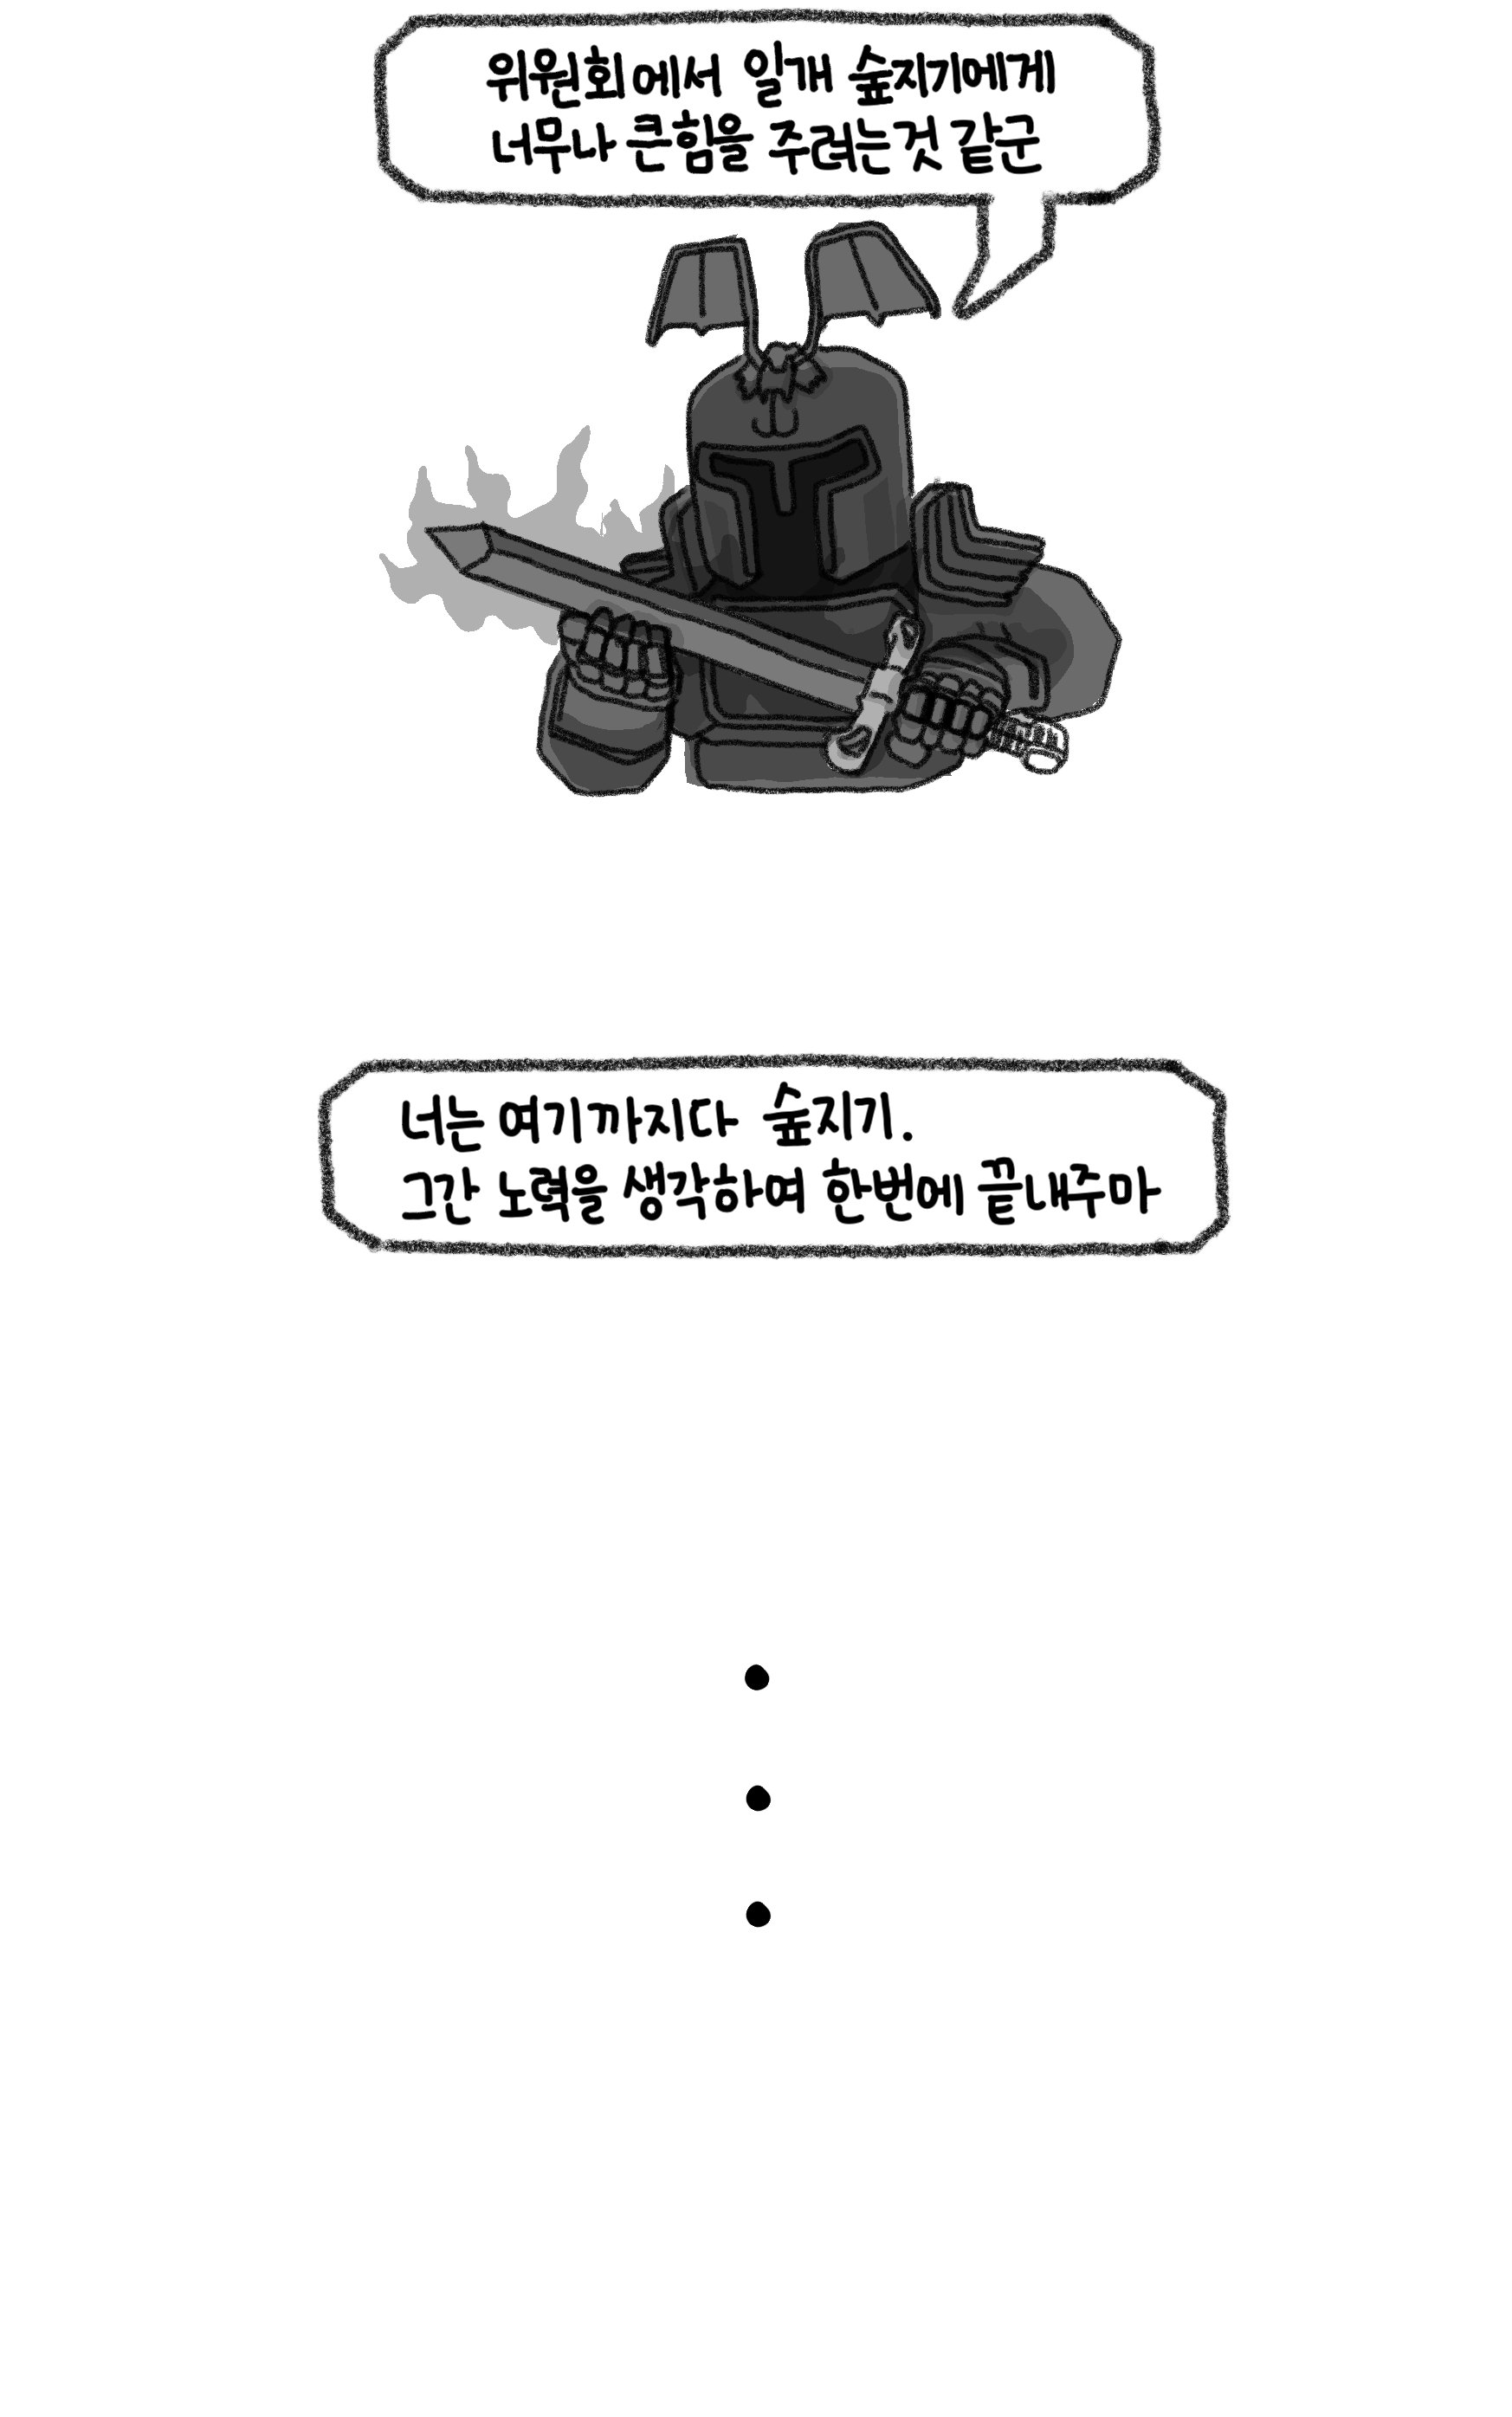 위원회에서 일개 숲지기에게
너무나 큰힘을 주려는것 같군
너는 여기까지다 숲지기.
그간 노력을 생각하여 한번에 끝내주마